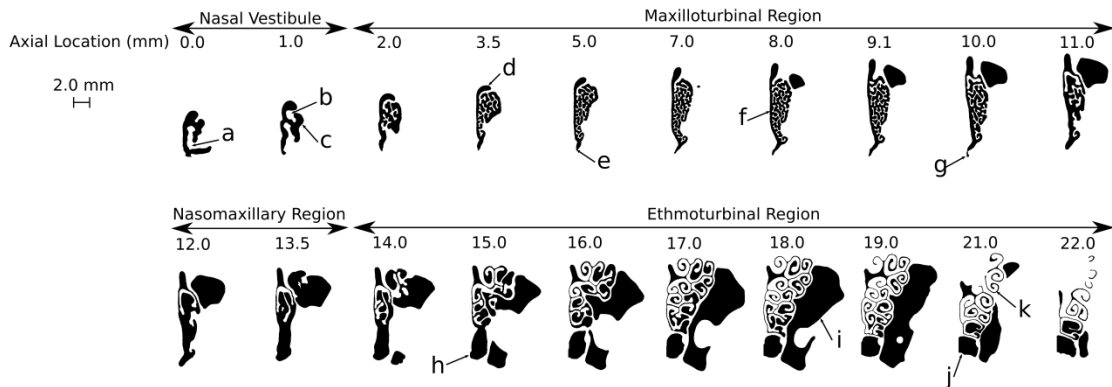 Nasal Vestibule Maxilloturbinal Region
Axial Location (mm) 0.0 1.0 2.0 3.5 5.0 7.0 8.0 9.1 10.0 11.0
2.0 mm
d
b
f
a c
e g
Nasomaxillary Region Ethmoturbinal Region
12.0 13.5 14.0 15.0 16.0 17.0 18.0 19.0 21.0 22.0
k
h i j